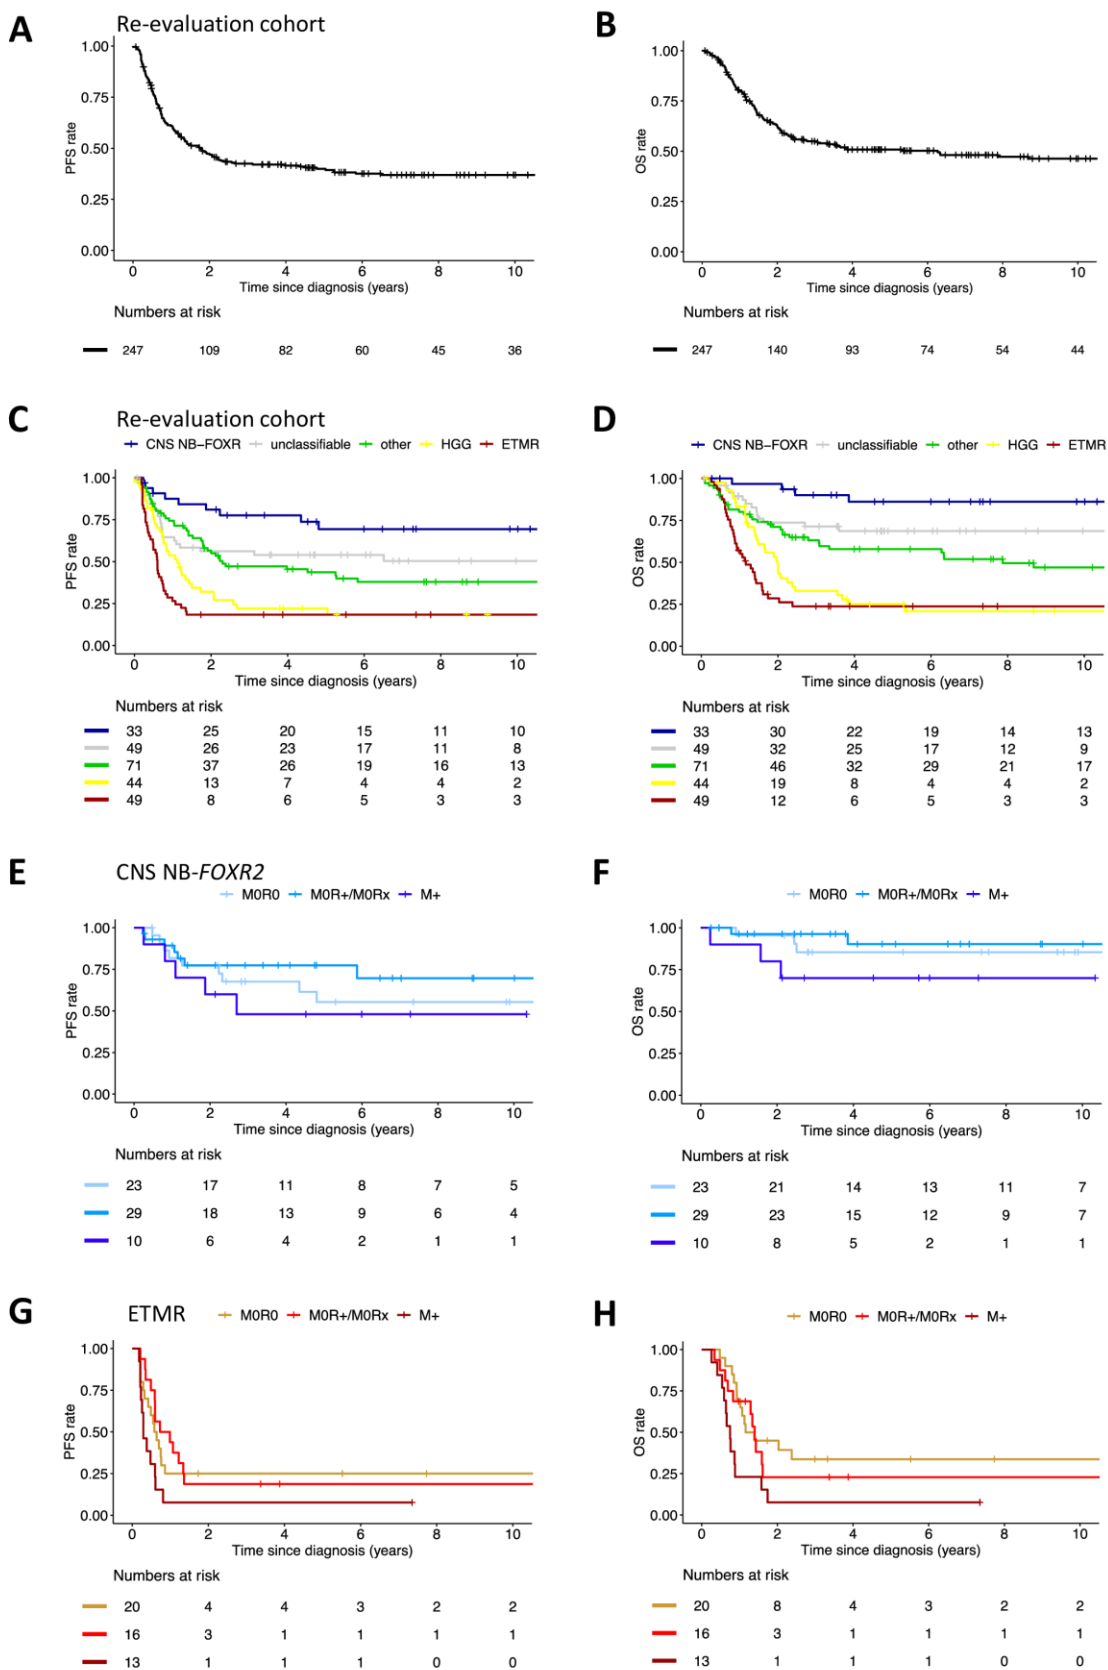 A
Re-evaluation cohort
1.00
0.75
0.50
0.25
0.00
PFS rate
0 2 4 6 8 10
Time since diagnosis (years)
Numbers at risk
247 109 82 60 45 36
B
1.00
0.75
0.50
0.25
0.00
OS rate
0 2 4 6 8 10
Time since diagnosis (years)
Numbers at risk
247 140 93 74 54 44
C
Re-evaluation cohort
CNS NB-FOXR unclassifiable other HGG ETMR
1.00
0.75
0.50
0.25
0.00
PFS rate
0 2 4 6 8 10
Time since diagnosis (years)
Numbers at risk
33 25 20 15 11 10
49 26 23 17 11 8
71 37 26 19 16 13
44 13 7 4 4 2
49 8 6 5 3 3
D
CNS NB-FOXR unclassifiable other HGG ETMR
1.00
0.75
0.50
0.25
0.00
OS rate
0 2 4 6 8 10
Time since diagnosis (years)
Numbers at risk
33 30 22 19 14 13
49 32 25 17 12 9
71 46 32 29 21 17
44 19 8 4 4 2
49 12 6 5 3 3
E
CNS NB-FOXR2
M0R0 M0R+/M0Rx M+
1.00
0.75
0.50
0.25
0.00
PFS rate
0 2 4 6 8 10
Time since diagnosis (years)
Numbers at risk
23 17 11 8 7 5
29 18 13 9 6 4
10 6 4 2 1 1
F
M0R0 M0R+/M0Rx M+
1.00
0.75
0.50
0.25
0.00
OS rate
0 2 4 6 8 10
Time since diagnosis (years)
Numbers at risk
23 21 14 13 11 7
29 23 15 12 9 7
10 8 5 2 1 1
G
ETMR
M0R0 M0R+/M0Rx M+
1.00
0.75
0.50
0.25
0.00
PFS rate
0 2 4 6 8 10
Time since diagnosis (years)
Numbers at risk
20 4 4 3 2 2
16 3 1 1 1 1
13 1 1 1 0 0
H
M0R0 M0R+/M0Rx M+
1.00
0.75
0.50
0.25
0.00
OS rate
0 2 4 6 8 10
Time since diagnosis (years)
Numbers at risk
20 8 4 3 2 2
16 3 1 1 1 1
13 1 1 1 0 0